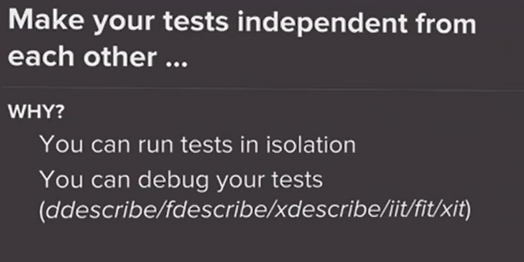 Make your tests independent from
each other ...
WHY?
You can run tests in isolation
You can debug your tests
(ddescribe/fdescribe/xdescribe/iit/fit/xit)